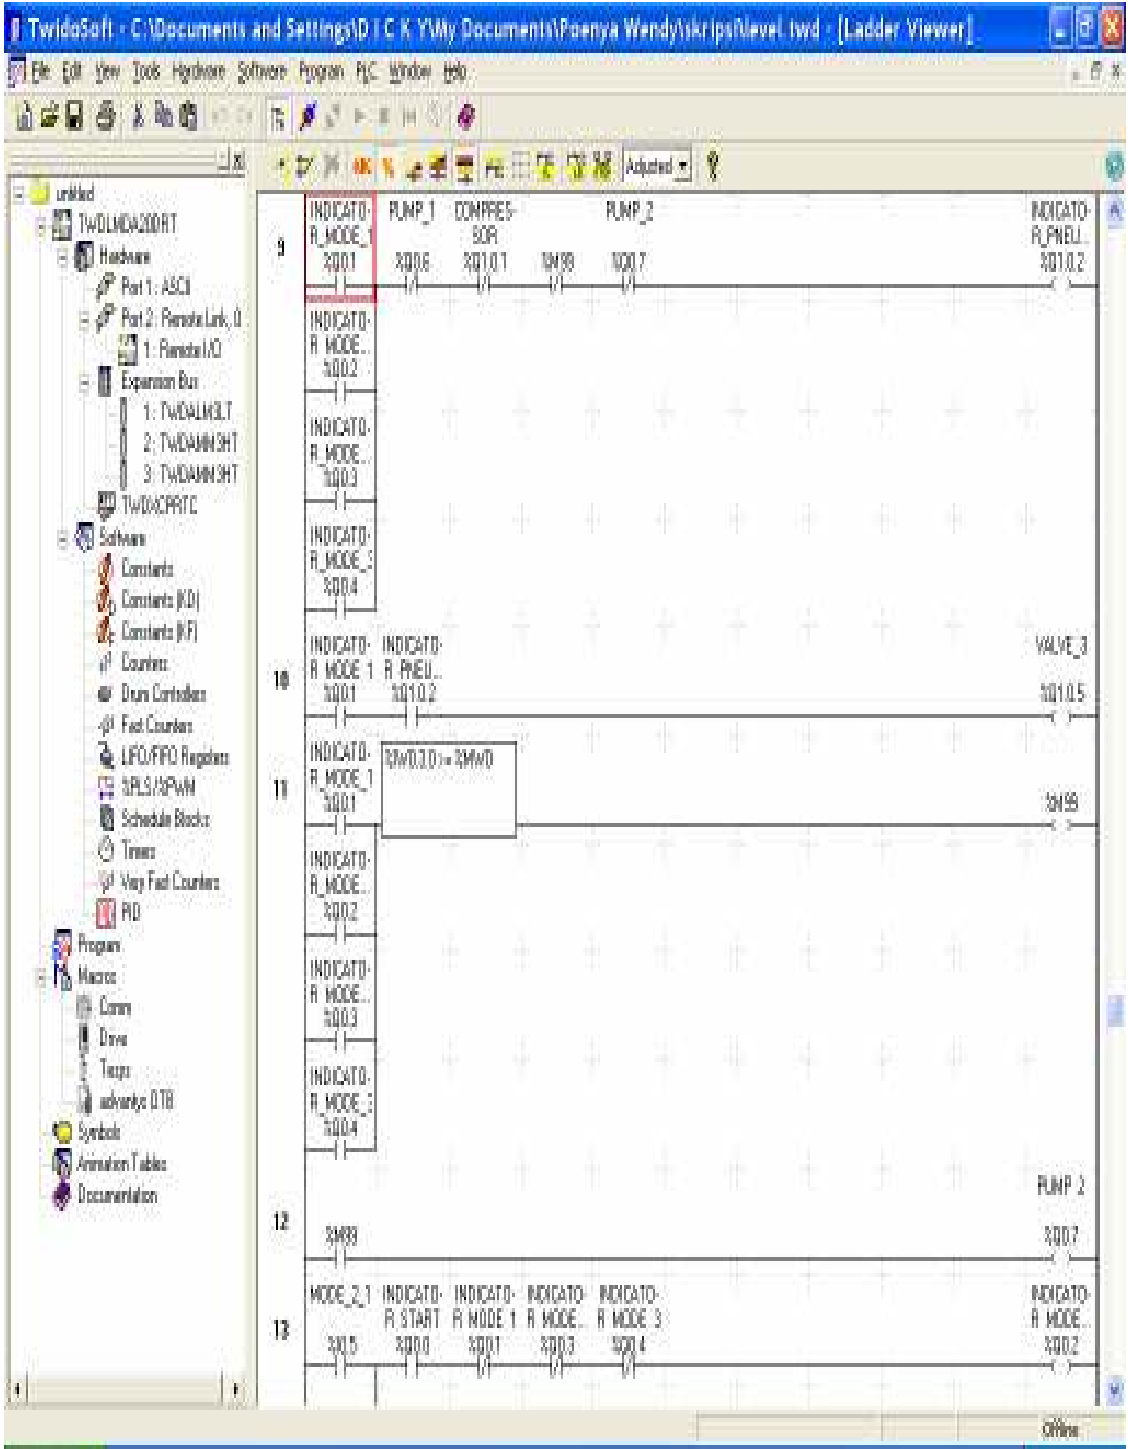 TwidoSoft - C:\Documents and Settings\D I C K Y\My Documents\Poenya Wendy\skripsi\level.twd - [Ladder Viewer]
File Edit View Tools Hardware Software Program PLC Window Help
Adjusted
untitled
TWDLMDA20DRT
Hardware
Port 1: ASCII
Port 2: Remote Link, 0
1: Remote I/O
Expansion Bus
1: TWDALM3LT
2: TWDAMM3HT
3: TWDAMM3HT
TWDXCPRTC
Software
Constants
Constants (KD)
Constants (KF)
Counters
Drum Controllers
Fast Counters
LIFO/FIFO Registers
%PLS/%PWM
Schedule Blocks
Timers
Very Fast Counters
PID
Program
Macros
Comm
Drive
Tesys
advantys OTB
Symbols
Animation Tables
Documentation
9
INDICATO- PUMP_1 COMPRES- PUMP_2 INDICATO-
R_MODE_1 SOR R_PNEU...
%Q0.1 %Q0.6 %Q1.0.1 %M99 %Q0.7 %Q1.0.2
INDICATO-
R_MODE...
%Q0.2
INDICATO-
R_MODE...
%Q0.3
INDICATO-
R_MODE_3
%Q0.4
10
INDICATO- INDICATO- VALVE_3
R_MODE_1 R_PNEU...
%Q0.1 %Q1.0.2 %Q1.0.5
11
INDICATO-
R_MODE_1
%Q0.1 %M99
INDICATO-
R_MODE...
%Q0.2
INDICATO-
R_MODE...
%Q0.3
INDICATO-
R_MODE_3
%Q0.4
12
PUMP_2
%M99 %Q0.7
13
MODE_2_1 INDICATO- INDICATO- INDICATO- INDICATO- INDICATO-
R_START R_MODE_1 R_MODE... R_MODE_3 R_MODE...
%I0.5 %Q0.0 %Q0.1 %Q0.3 %Q0.4 %Q0.2
Offline